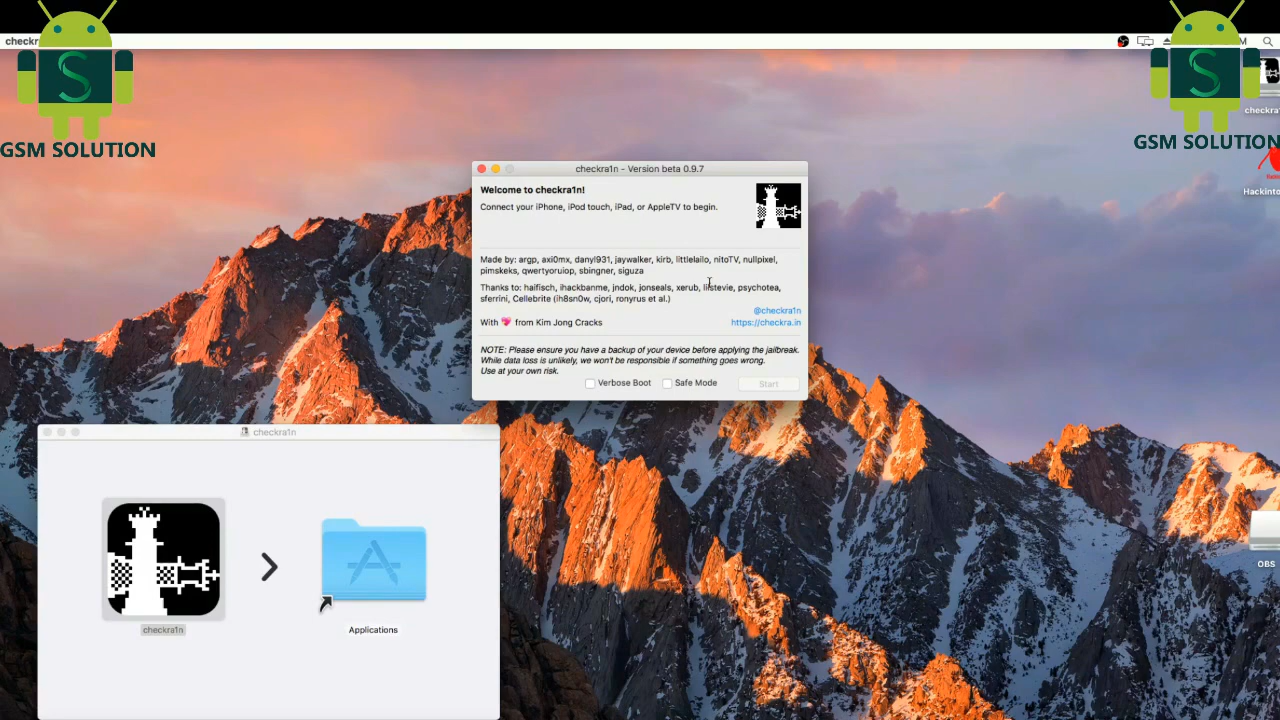 checkr
M
S
GSM SOLUTION
S
GSM SOLUTION
checkra1
Hackinto
checkra1n - Version beta 0.9.7
Welcome to checkra1n!
Connect your iPhone, iPod touch, iPad, or AppleTV to begin.
Made by: argp, axi0mx, danyl931, jaywalker, kirb, littlelailo, nitoTV, nullpixel,
pimskeks, qwertyoruiop, sbingner, siguza
Thanks to: haifisch, ihackbanme, jndok, jonseals, xerub, lilstevie, psychotea,
sferrini, Cellebrite (ih8sn0w, cjori, ronyrus et al.)
@checkra1n
With 💖 from Kim Jong Cracks
https://checkra.in
NOTE: Please ensure you have a backup of your device before applying the jailbreak.
While data loss is unlikely, we won't be responsible if something goes wrong.
Use at your own risk.
Verbose Boot Safe Mode Start
checkra1n
checkra1n
Applications
OBS